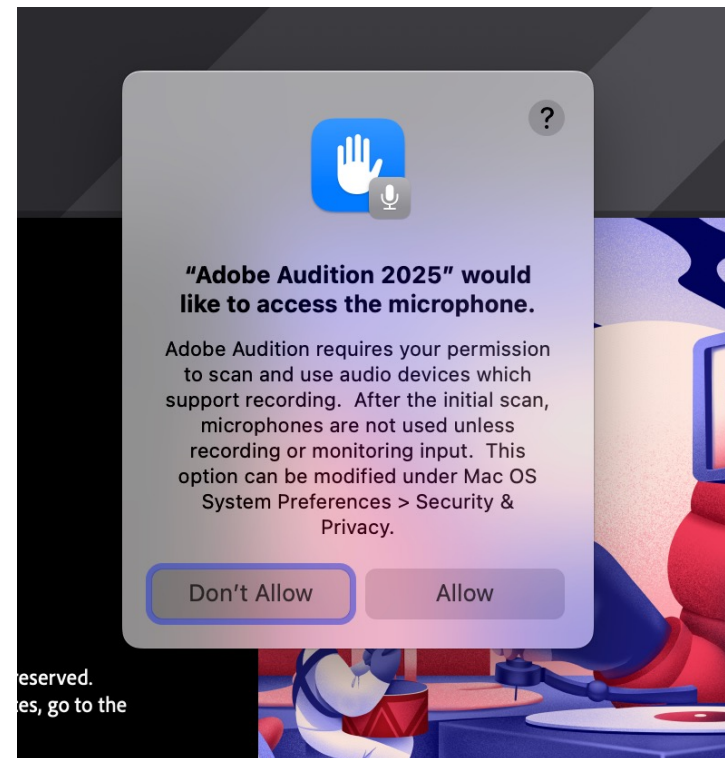 ?
“Adobe Audition 2025” would
like to access the microphone.
Adobe Audition requires your permission
to scan and use audio devices which
support recording.  After the initial scan,
microphones are not used unless
recording or monitoring input.  This
option can be modified under Mac OS
System Preferences > Security &
Privacy.
Don’t Allow
Allow
reserved.
es, go to the